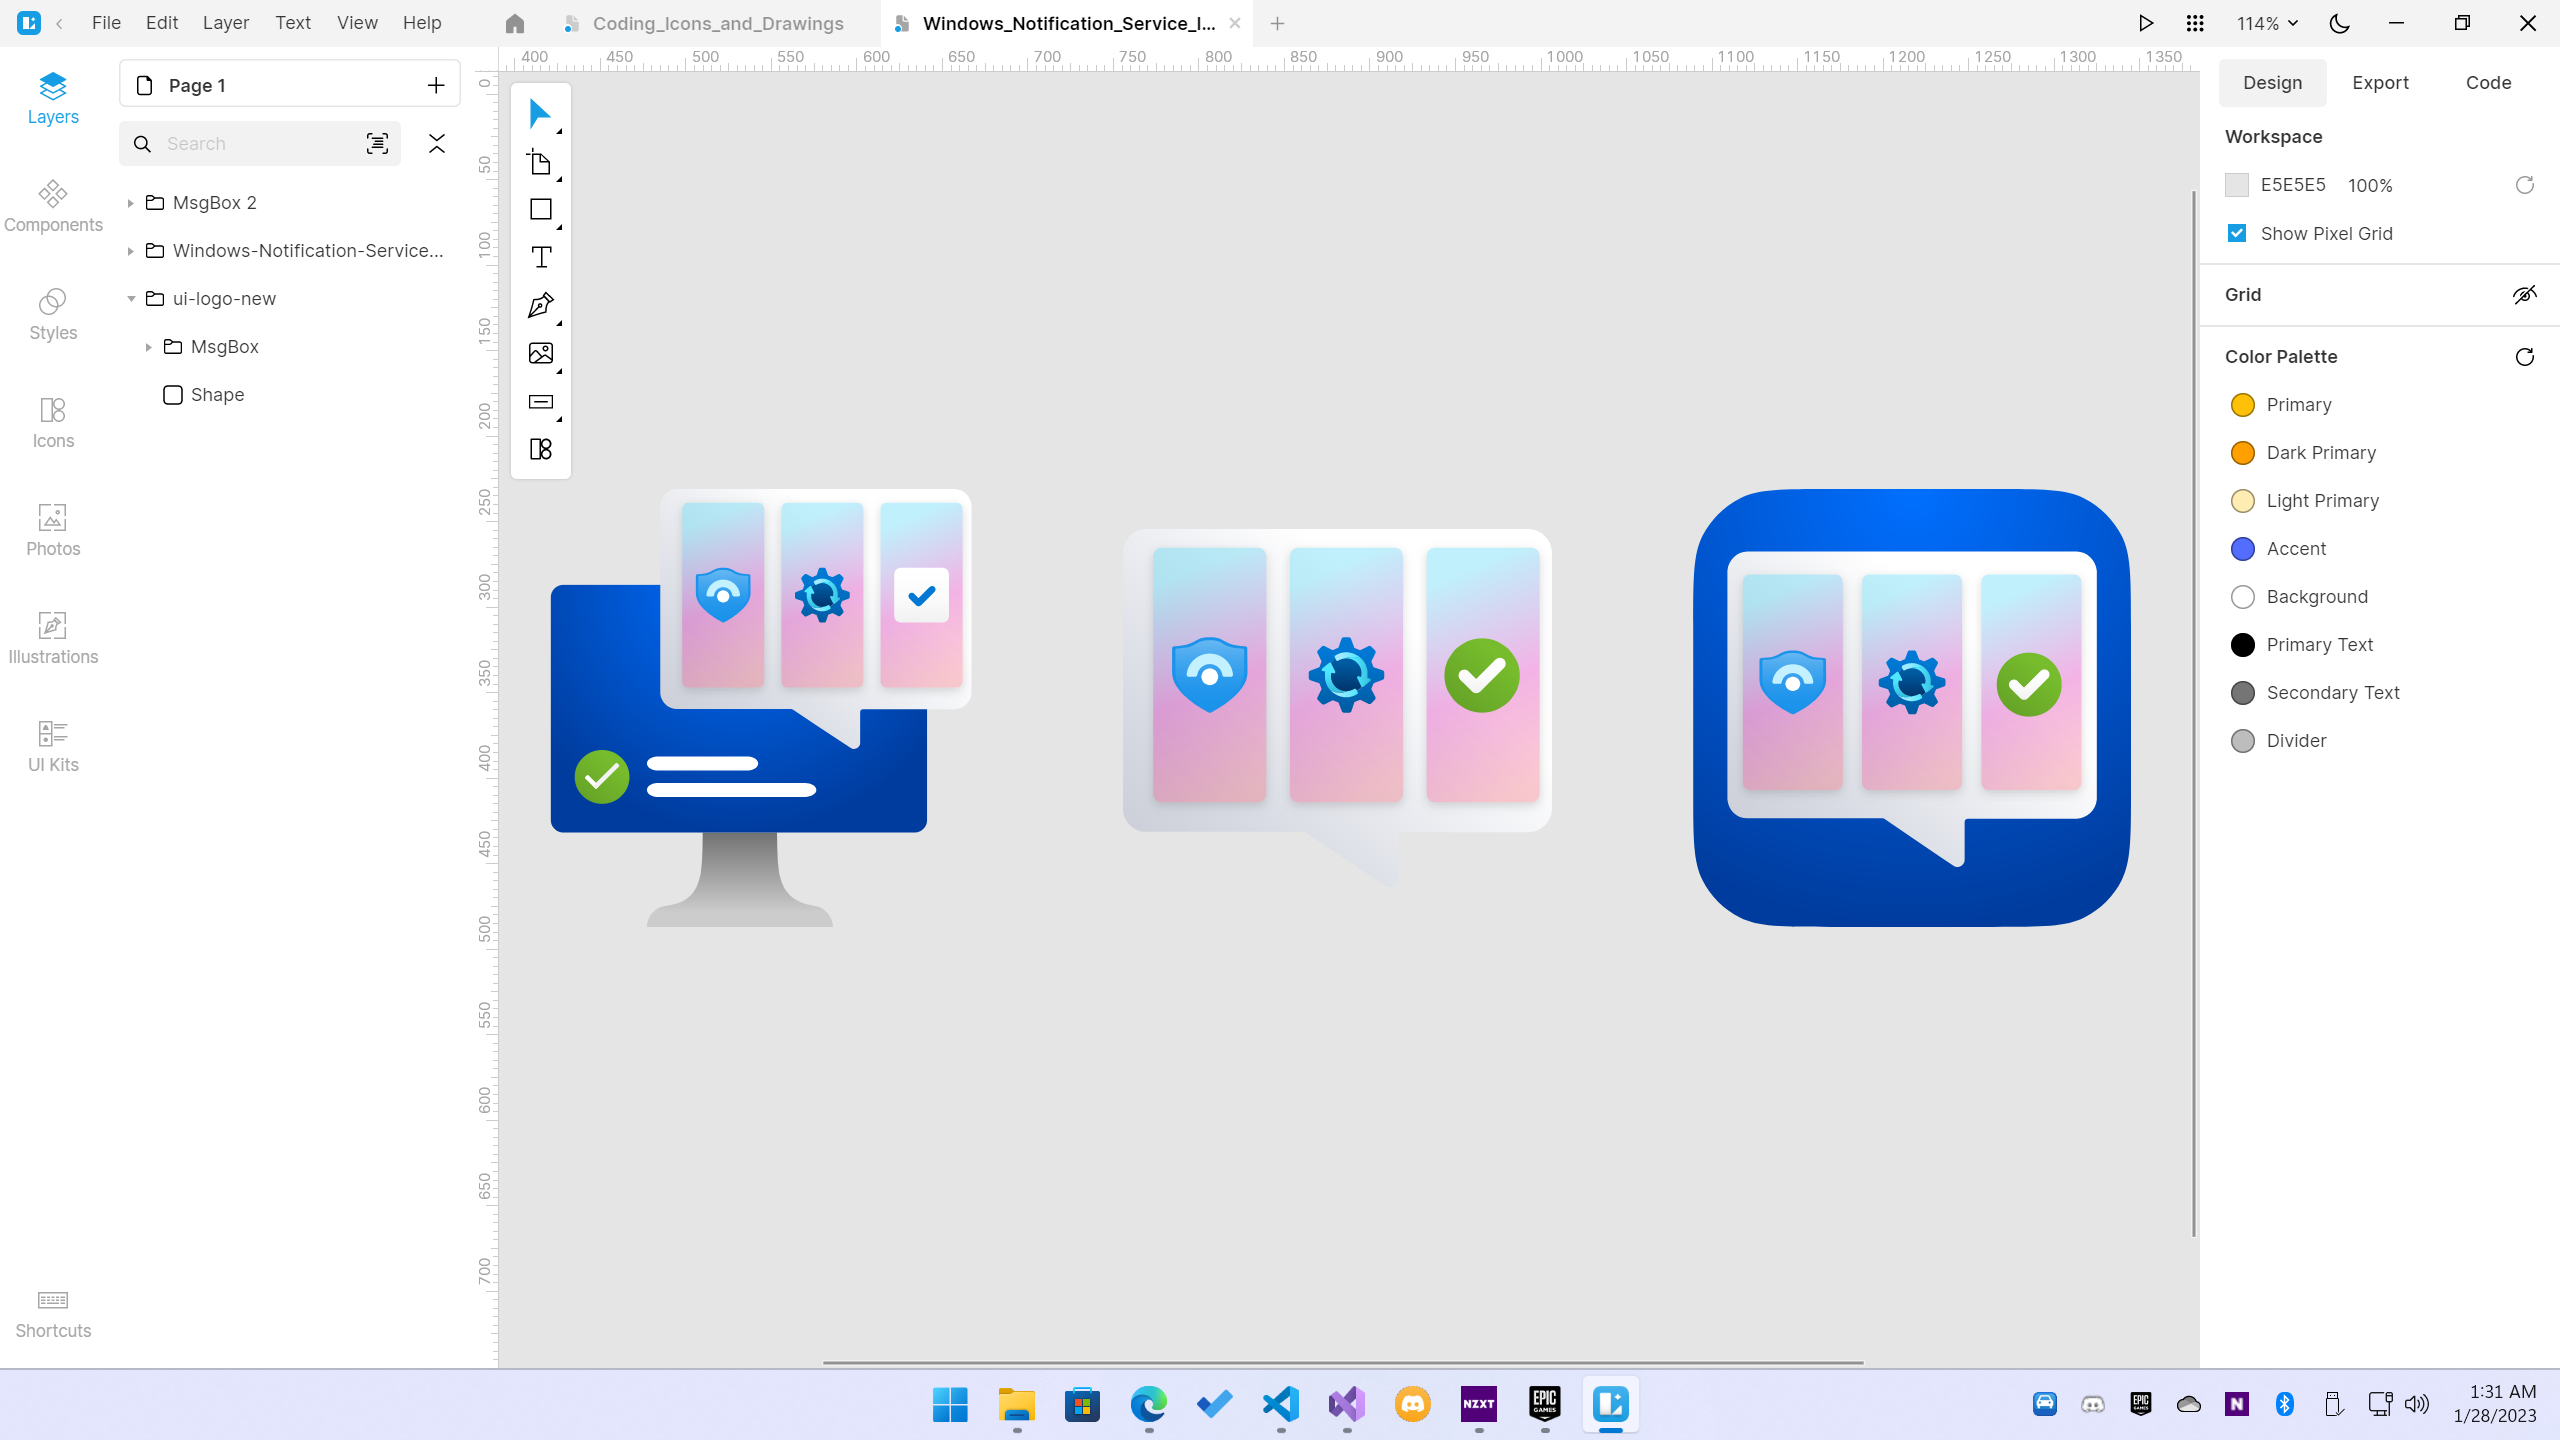 File Edit Layer Text View Help
Coding_Icons_and_Drawings
Windows_Notification_Service_I...
114%
400 450 500 550 600 650 700 750 800 850 900 950 1000 1050 1100 1150 1200 1250 1300 1350
0
50
100
150
200
250
300
350
400
450
500
550
600
650
700
Layers
Components
Styles
Icons
Photos
Illustrations
UI Kits
Shortcuts
Page 1
Search
MsgBox 2
Windows-Notification-Service...
ui-logo-new
MsgBox
Shape
Design Export Code
Workspace
E5E5E5 100%
Show Pixel Grid
Grid
Color Palette
Primary
Dark Primary
Light Primary
Accent
Background
Primary Text
Secondary Text
Divider
NZXT
EPIC
GAMES
EPIC
GAMES
N
1:31 AM
1/28/2023